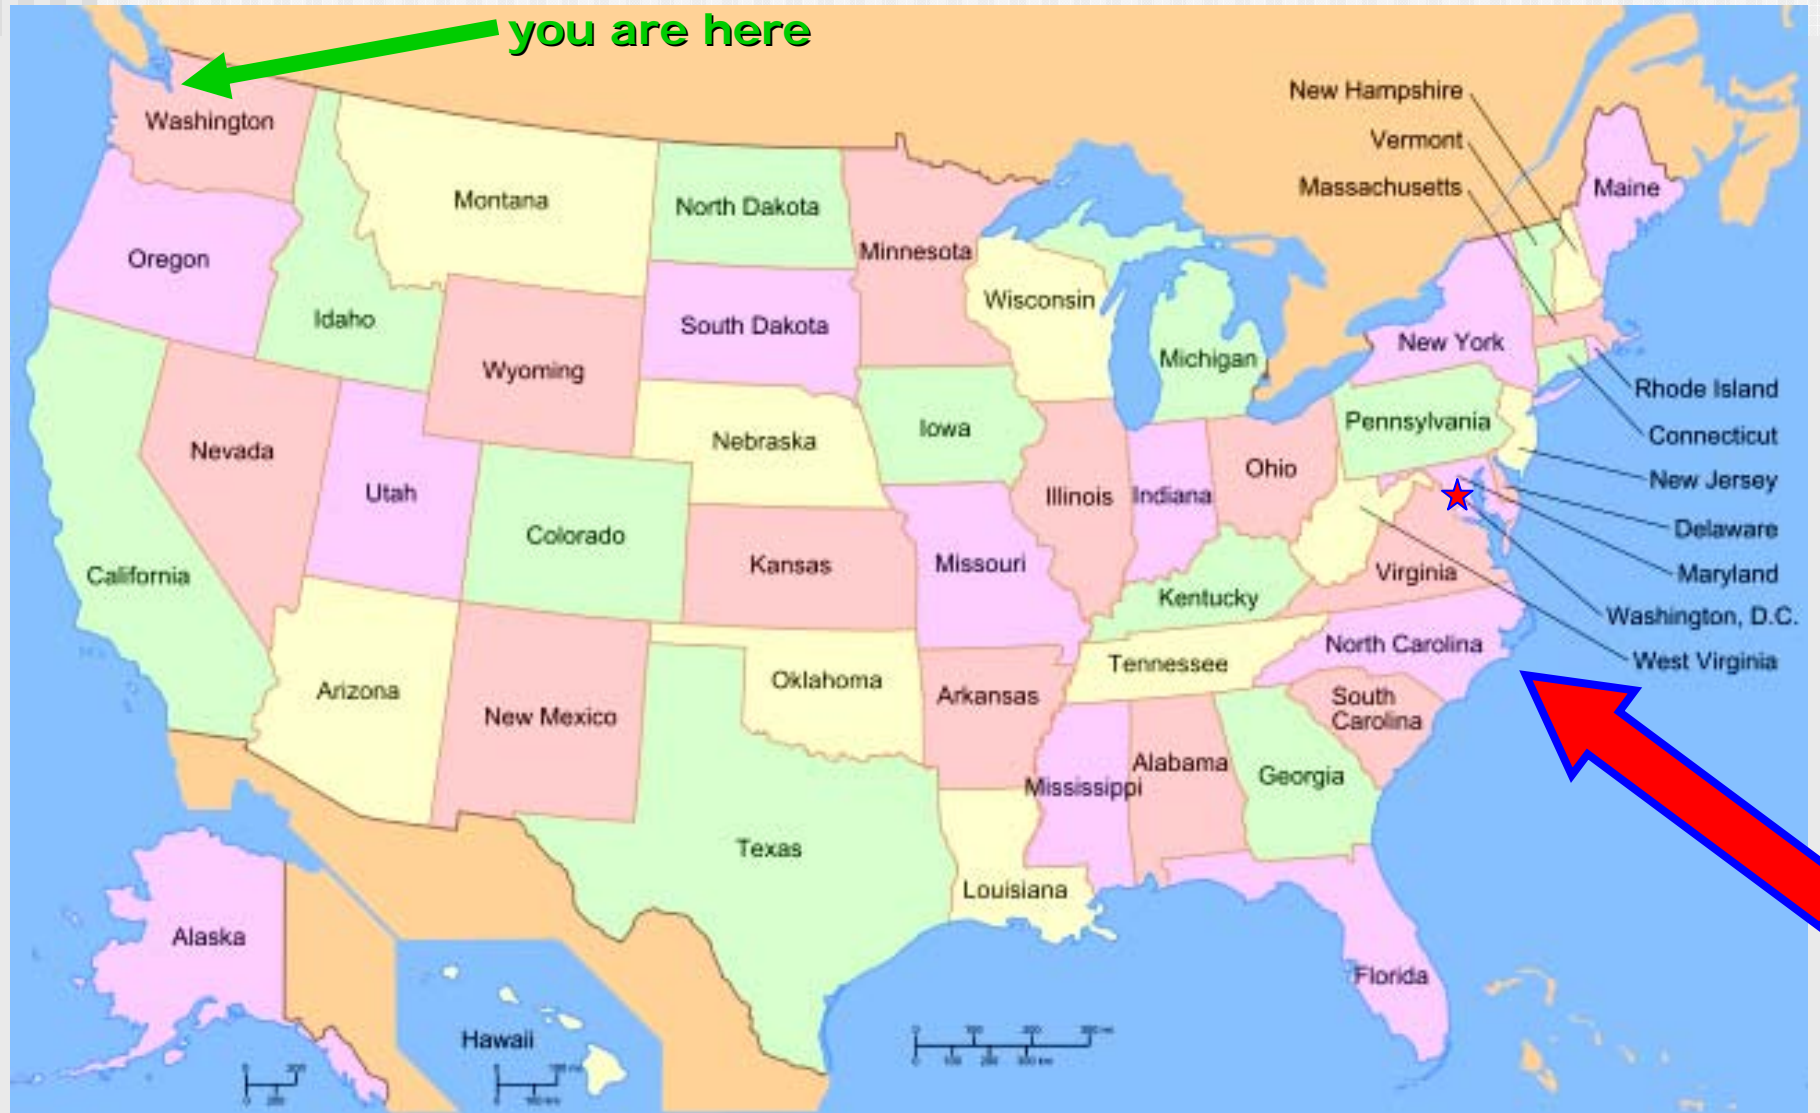 you are here
New Hampshire
Vermont
Massachusetts
Washington
Montana
North Dakota
Minnesota
Maine
Oregon
Idaho
Wisconsin
South Dakota
Wyoming
Michigan
New York
Rhode Island
Nevada
Nebraska
Iowa
Pennsylvania
Connecticut
Utah
Colorado
Illinois
Indiana
Ohio
New Jersey
California
Kansas
Missouri
Kentucky
Virginia
Delaware
Maryland
Washington, D.C.
West Virginia
Arizona
New Mexico
Oklahoma
Arkansas
Tennessee
North Carolina
South
Carolina
Texas
Mississippi
Alabama
Georgia
Louisiana
Alaska
Hawaii
Florida